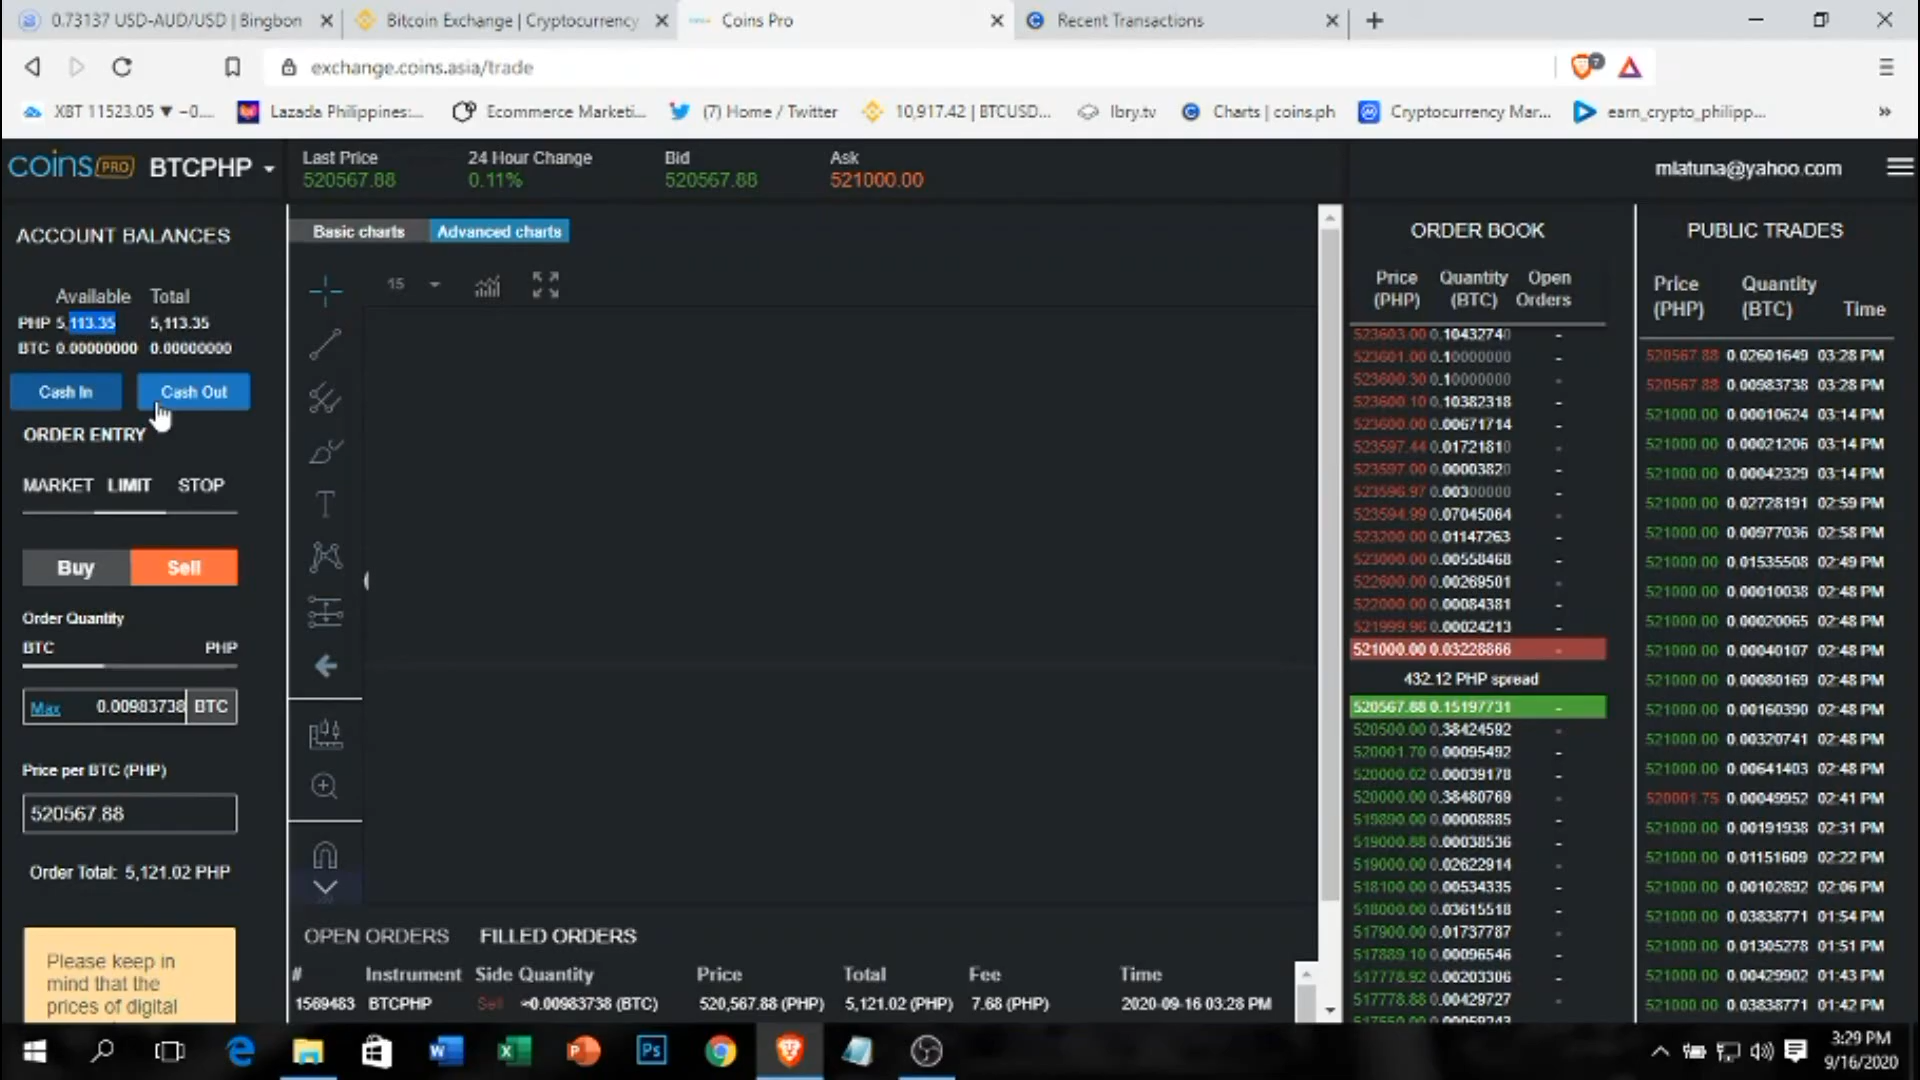 0.73137 USD-AUD/USD | Bingbon
Bitcoin Exchange | Cryptocurrency
Coins Pro
Recent Transactions
exchange.coins.asia/trade
7
XBT 11523.05 ▼ −0....
Lazada Philippines:...
Ecommerce Marketi...
(7) Home / Twitter
10,917.42 | BTCUSD...
lbry.tv
Charts | coins.ph
Cryptocurrency Mar...
earn_crypto_philipp...
coins PRO BTCPHP
Last Price
520567.88
24 Hour Change
0.11%
Bid
520567.88
Ask
521000.00
mlatuna@yahoo.com
ACCOUNT BALANCES
Available Total
PHP 5,113.35 5,113.35
BTC 0.00000000 0.00000000
Cash In Cash Out
ORDER ENTRY
MARKET LIMIT STOP
Buy Sell
Order Quantity
BTC PHP
Max 0.00983738 BTC
Price per BTC (PHP)
520567.88
Order Total: 5,121.02 PHP
Please keep in
mind that the
prices of digital
Basic charts Advanced charts
15
OPEN ORDERS FILLED ORDERS
# Instrument Side Quantity Price Total Fee Time
1569483 BTCPHP Sell ≈0.00983738 (BTC) 520,567.88 (PHP) 5,121.02 (PHP) 7.68 (PHP) 2020-09-16 03:28 PM
ORDER BOOK
Price (PHP) Quantity (BTC) Open Orders
523603.00 0.10432740 -
523601.00 0.10000000 -
523600.30 0.10000000 -
523600.10 0.10382318 -
523600.00 0.00671714 -
523597.44 0.01721810 -
523597.00 0.00003820 -
523596.97 0.00300000 -
523594.99 0.07045064 -
523200.00 0.01147263 -
523000.00 0.00558468 -
522600.00 0.00269501 -
522000.00 0.00084381 -
521999.96 0.00024213 -
521000.00 0.03228866 -
432.12 PHP spread
520567.88 0.15197731 -
520500.00 0.38424592 -
520001.70 0.00095492 -
520000.02 0.00039178 -
520000.00 0.38480769 -
519890.00 0.00008885 -
519000.88 0.00038536 -
519000.00 0.02622914 -
518100.00 0.00534335 -
518000.00 0.03615518 -
517900.00 0.01737787 -
517889.10 0.00096546 -
517778.92 0.00203306 -
517778.88 0.00429727 -
PUBLIC TRADES
Price (PHP) Quantity (BTC) Time
520567.88 0.02601649 03:28 PM
520567.88 0.00983738 03:28 PM
521000.00 0.00010624 03:14 PM
521000.00 0.00021206 03:14 PM
521000.00 0.00042329 03:14 PM
521000.00 0.02728191 02:59 PM
521000.00 0.00977036 02:58 PM
521000.00 0.01535508 02:49 PM
521000.00 0.00010038 02:48 PM
521000.00 0.00020065 02:48 PM
521000.00 0.00040107 02:48 PM
521000.00 0.00080169 02:48 PM
521000.00 0.00160390 02:48 PM
521000.00 0.00320741 02:48 PM
521000.00 0.00641403 02:48 PM
520001.75 0.00049952 02:41 PM
521000.00 0.00191938 02:31 PM
521000.00 0.01151609 02:22 PM
521000.00 0.00102892 02:06 PM
521000.00 0.03838771 01:54 PM
521000.00 0.01305278 01:51 PM
521000.00 0.00429902 01:43 PM
521000.00 0.03838771 01:42 PM
3:29 PM
9/16/2020